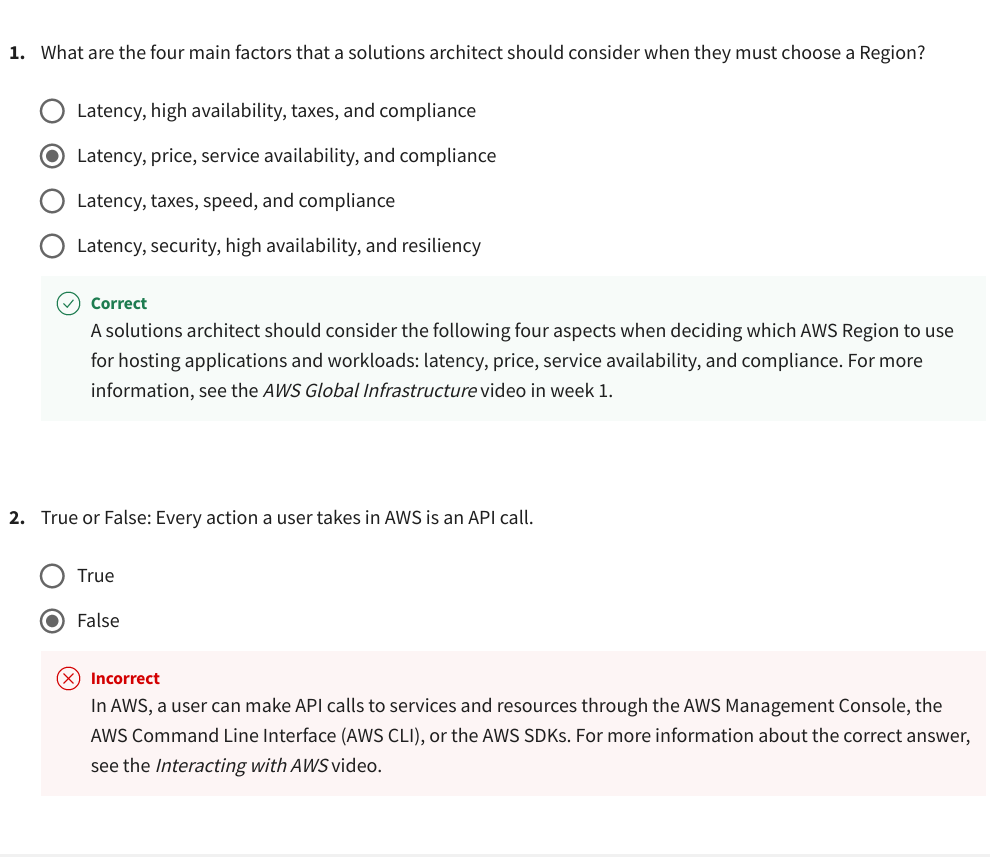 1. What are the four main factors that a solutions architect should consider when they must choose a Region?
Latency, high availability, taxes, and compliance
Latency, price, service availability, and compliance
Latency, taxes, speed, and compliance
Latency, security, high availability, and resiliency
Correct
A solutions architect should consider the following four aspects when deciding which AWS Region to use
for hosting applications and workloads: latency, price, service availability, and compliance. For more
information, see the AWS Global Infrastructure video in week 1.
2. True or False: Every action a user takes in AWS is an API call.
True
False
Incorrect
In AWS, a user can make API calls to services and resources through the AWS Management Console, the
AWS Command Line Interface (AWS CLI), or the AWS SDKs. For more information about the correct answer,
see the Interacting with AWS video.